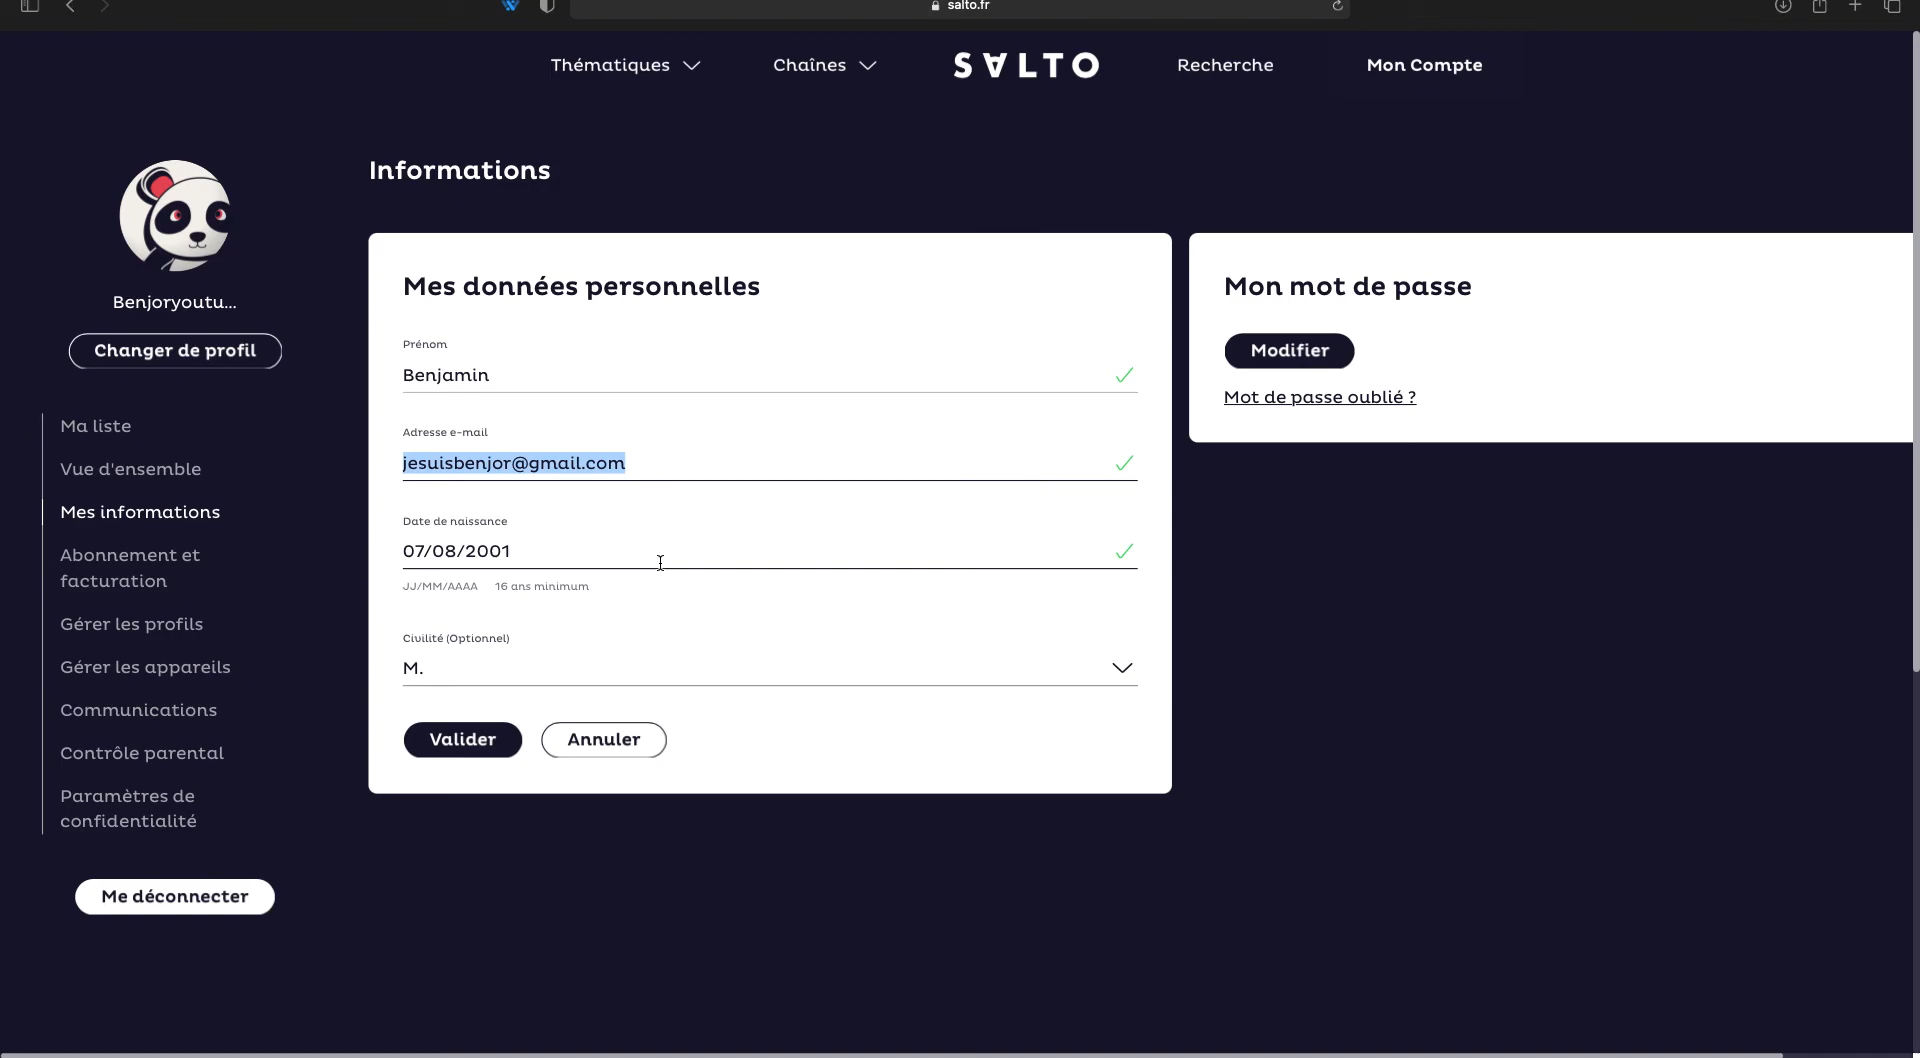 salto.fr
Thématiques
Chaînes
SALTO
Recherche
Mon Compte
Benjoryoutu...
Changer de profil
Ma liste
Vue d'ensemble
Mes informations
Abonnement et
facturation
Gérer les profils
Gérer les appareils
Communications
Contrôle parental
Paramètres de
confidentialité
Me déconnecter
Informations
Mes données personnelles
Prénom
Benjamin
Adresse e-mail
jesuisbenjor@gmail.com
Date de naissance
07/08/2001
JJ/MM/AAAA 16 ans minimum
Civilité (Optionnel)
M.
Valider
Annuler
Mon mot de passe
Modifier
Mot de passe oublié ?